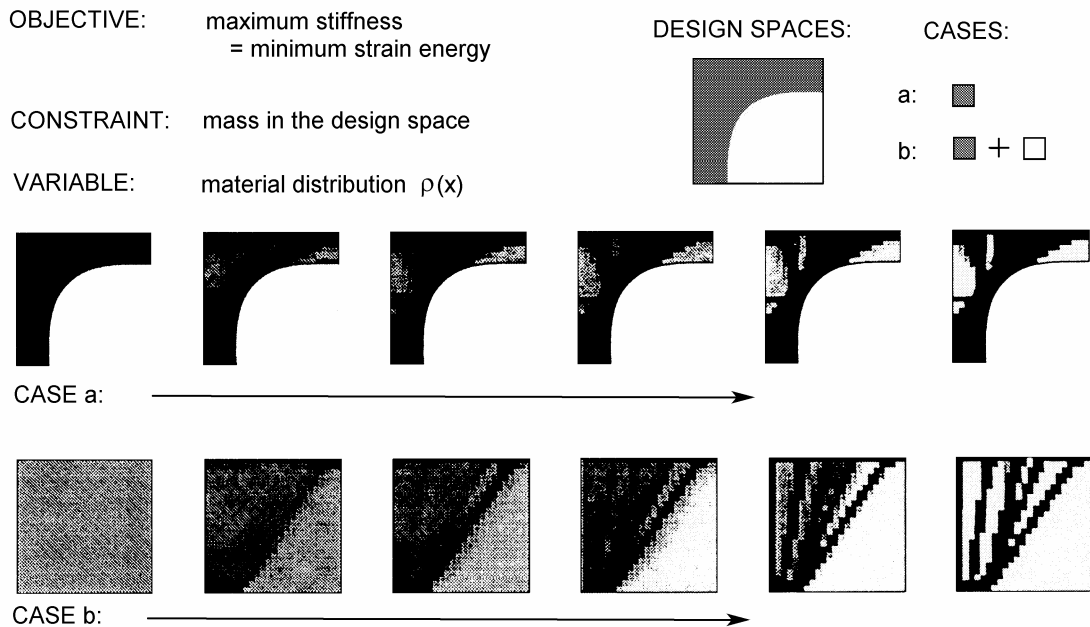 OBJECTIVE: maximum stiffness
= minimum strain energy
CONSTRAINT: mass in the design space
VARIABLE: material distribution ρ(x)
DESIGN SPACES:
CASES:
a:
b: +
CASE a:
CASE b: